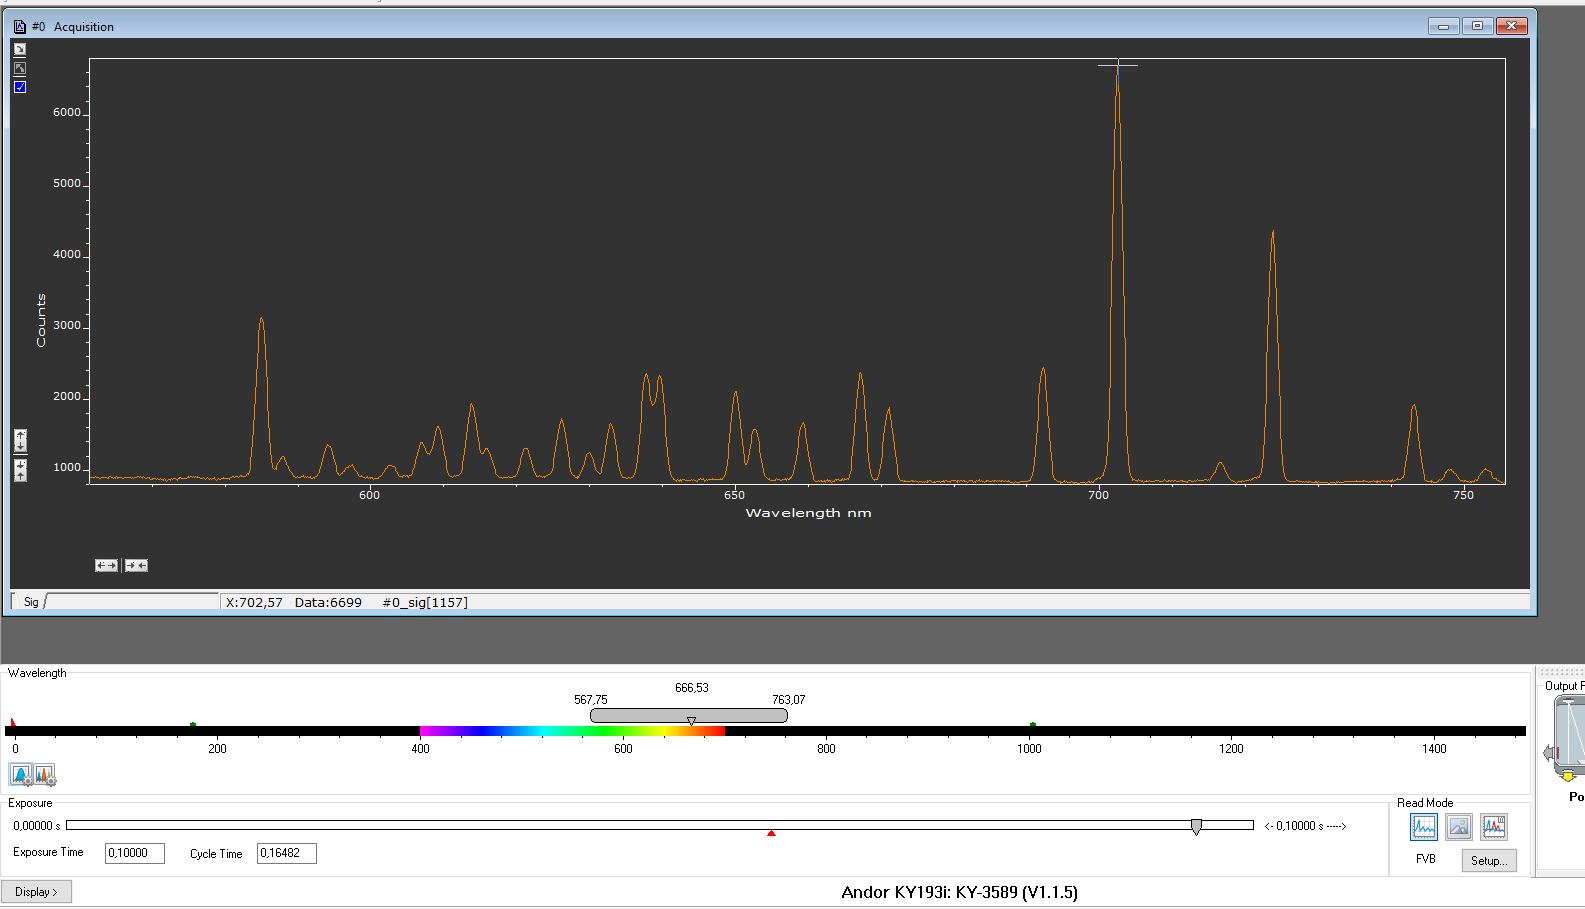 #0 Acquisition
6000
5000
4000
3000
2000
1000
Counts
600
650
700
750
Wavelength nm
Sig
X:702,57 Data:6699 #0_sig[1157]
Wavelength
666,53
567,75
763,07
0
200
400
600
800
1000
1200
1400
Output F
Po
Exposure
0,00000 s
<- 0,10000 s ---->
Exposure Time 0,10000 Cycle Time 0,16482
Read Mode
FVB
Setup...
Display >
Andor KY193i: KY-3589 (V1.1.5)